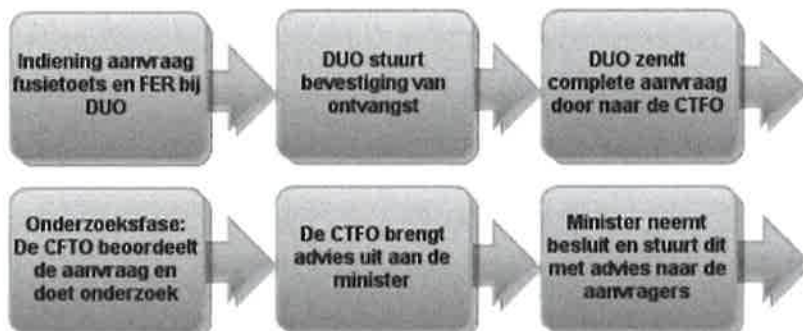 Indiening aanvraag
fusietoets en FER bij
DUO
DUO stuurt
bevestiging van
ontvangst
DUO zendt
complete aanvraag
door naar de CTFO
Onderzoeksfase:
De CFTO beoordeelt
de aanvraag en
doet onderzoek
De CTFO brengt
advies uit aan de
minister
Minister neemt
besluit en stuurt dit
met advies naar de
aanvragers